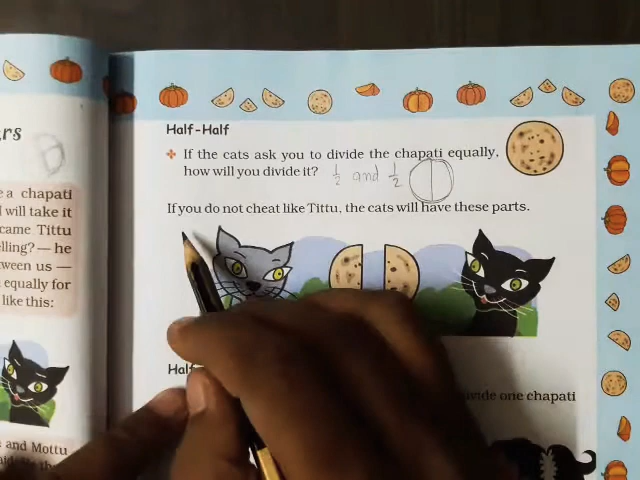 Half-Half
If the cats ask you to divide the chapati equally,
how will you divide it? 1/2 and 1/2
If you do not cheat like Tittu, the cats will have these parts.
Half
divide one chapati
rs
e a chapati
I will take it
came Tittu
elling? — he
ween us —
equally for
like this:
and Mottu